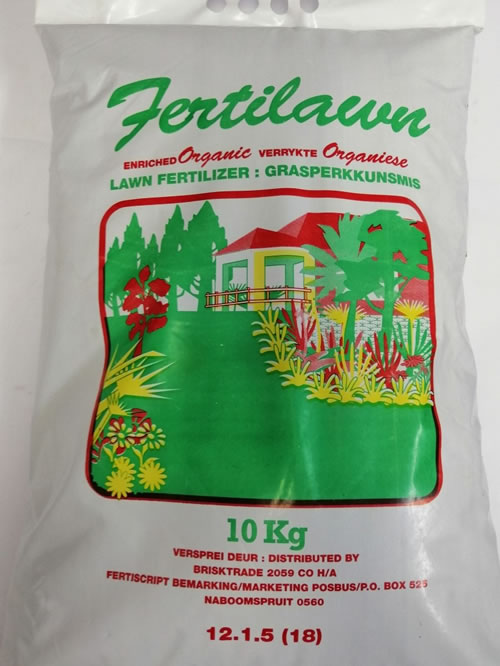 Fertilawn
ENRICHED Organic VERRYKTE Organiese
LAWN FERTILIZER : GRASPERKKUNSMIS
10 Kg
VERSPREI DEUR : DISTRIBUTED BY
BRISKTRADE 2059 CO H/A
FERTISCRIPT BEMARKING/MARKETING POSBUS/P.O. BOX 525
NABOOMSPRUIT 0560
12.1.5 (18)